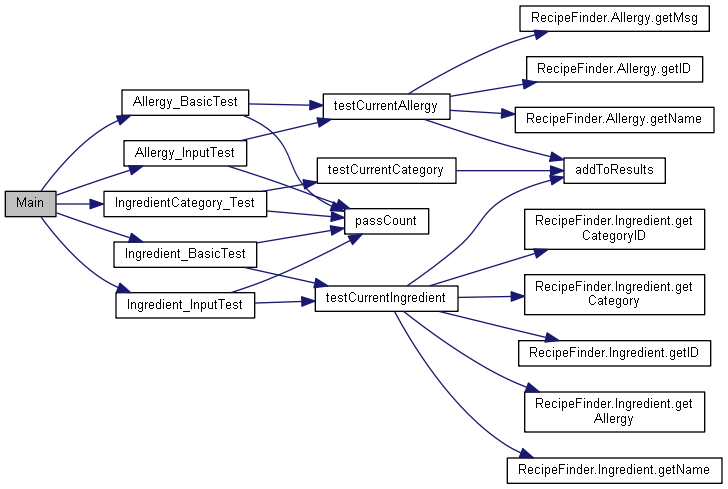 Main
Allergy_BasicTest
Allergy_InputTest
IngredientCategory_Test
Ingredient_BasicTest
Ingredient_InputTest
testCurrentAllergy
testCurrentCategory
passCount
testCurrentIngredient
RecipeFinder.Allergy.getMsg
RecipeFinder.Allergy.getID
RecipeFinder.Allergy.getName
addToResults
RecipeFinder.Ingredient.get
CategoryID
RecipeFinder.Ingredient.get
Category
RecipeFinder.Ingredient.getID
RecipeFinder.Ingredient.get
Allergy
RecipeFinder.Ingredient.getName